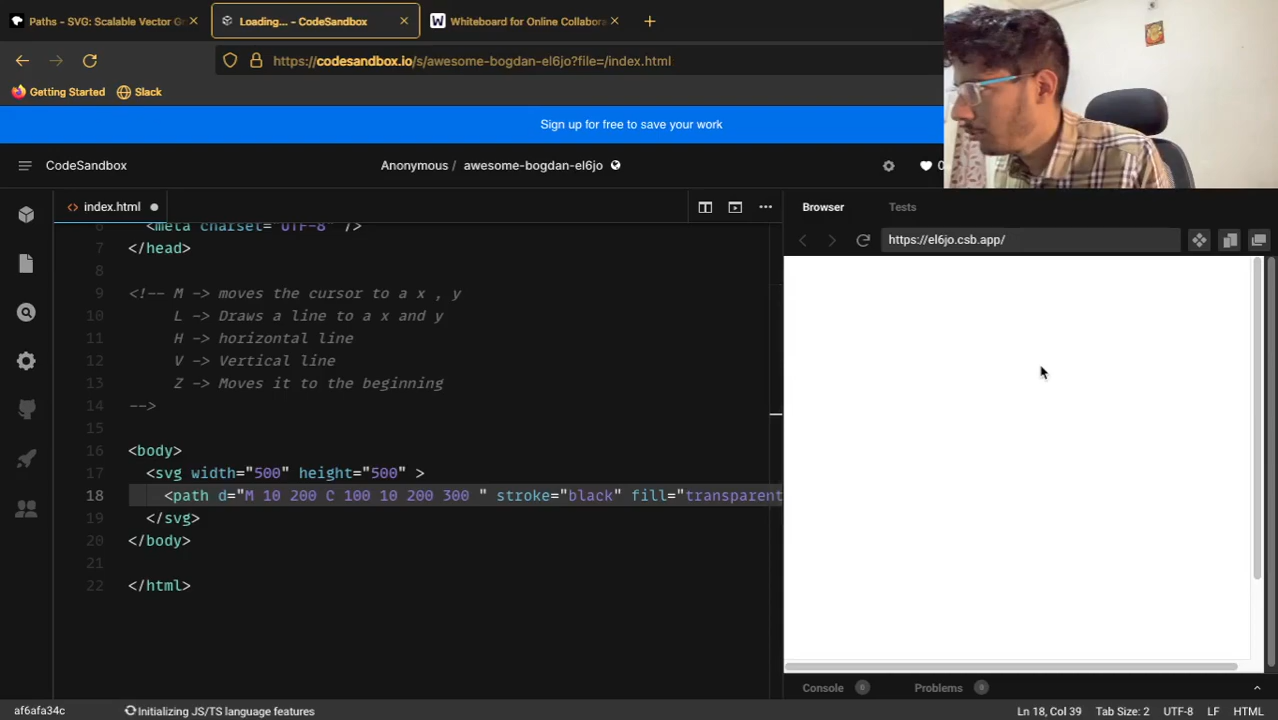 Paths - SVG: Scalable Vector Gr
Loading... - CodeSandbox
Whiteboard for Online Collabora
https://codesandbox.io/s/awesome-bogdan-el6jo?file=/index.html
Getting Started
Slack
Sign up for free to save your work
CodeSandbox
Anonymous / awesome-bogdan-el6jo
0
index.html
Browser
Tests
https://el6jo.csb.app/
6 <meta charset="UTF-8" />
7 </head>
8
9 <!-- M -> moves the cursor to a x , y
10 L -> Draws a line to a x and y
11 H -> horizontal line
12 V -> Vertical line
13 Z -> Moves it to the beginning
14 -->
15
16 <body>
17 <svg width="500" height="500" >
18 <path d="M 10 200 C 100 10 200 300 " stroke="black" fill="transparent
19 </svg>
20 </body>
21
22 </html>
Console 0
Problems 0
af6afa34c
Initializing JS/TS language features
Ln 18, Col 39
Tab Size: 2
UTF-8
LF
HTML